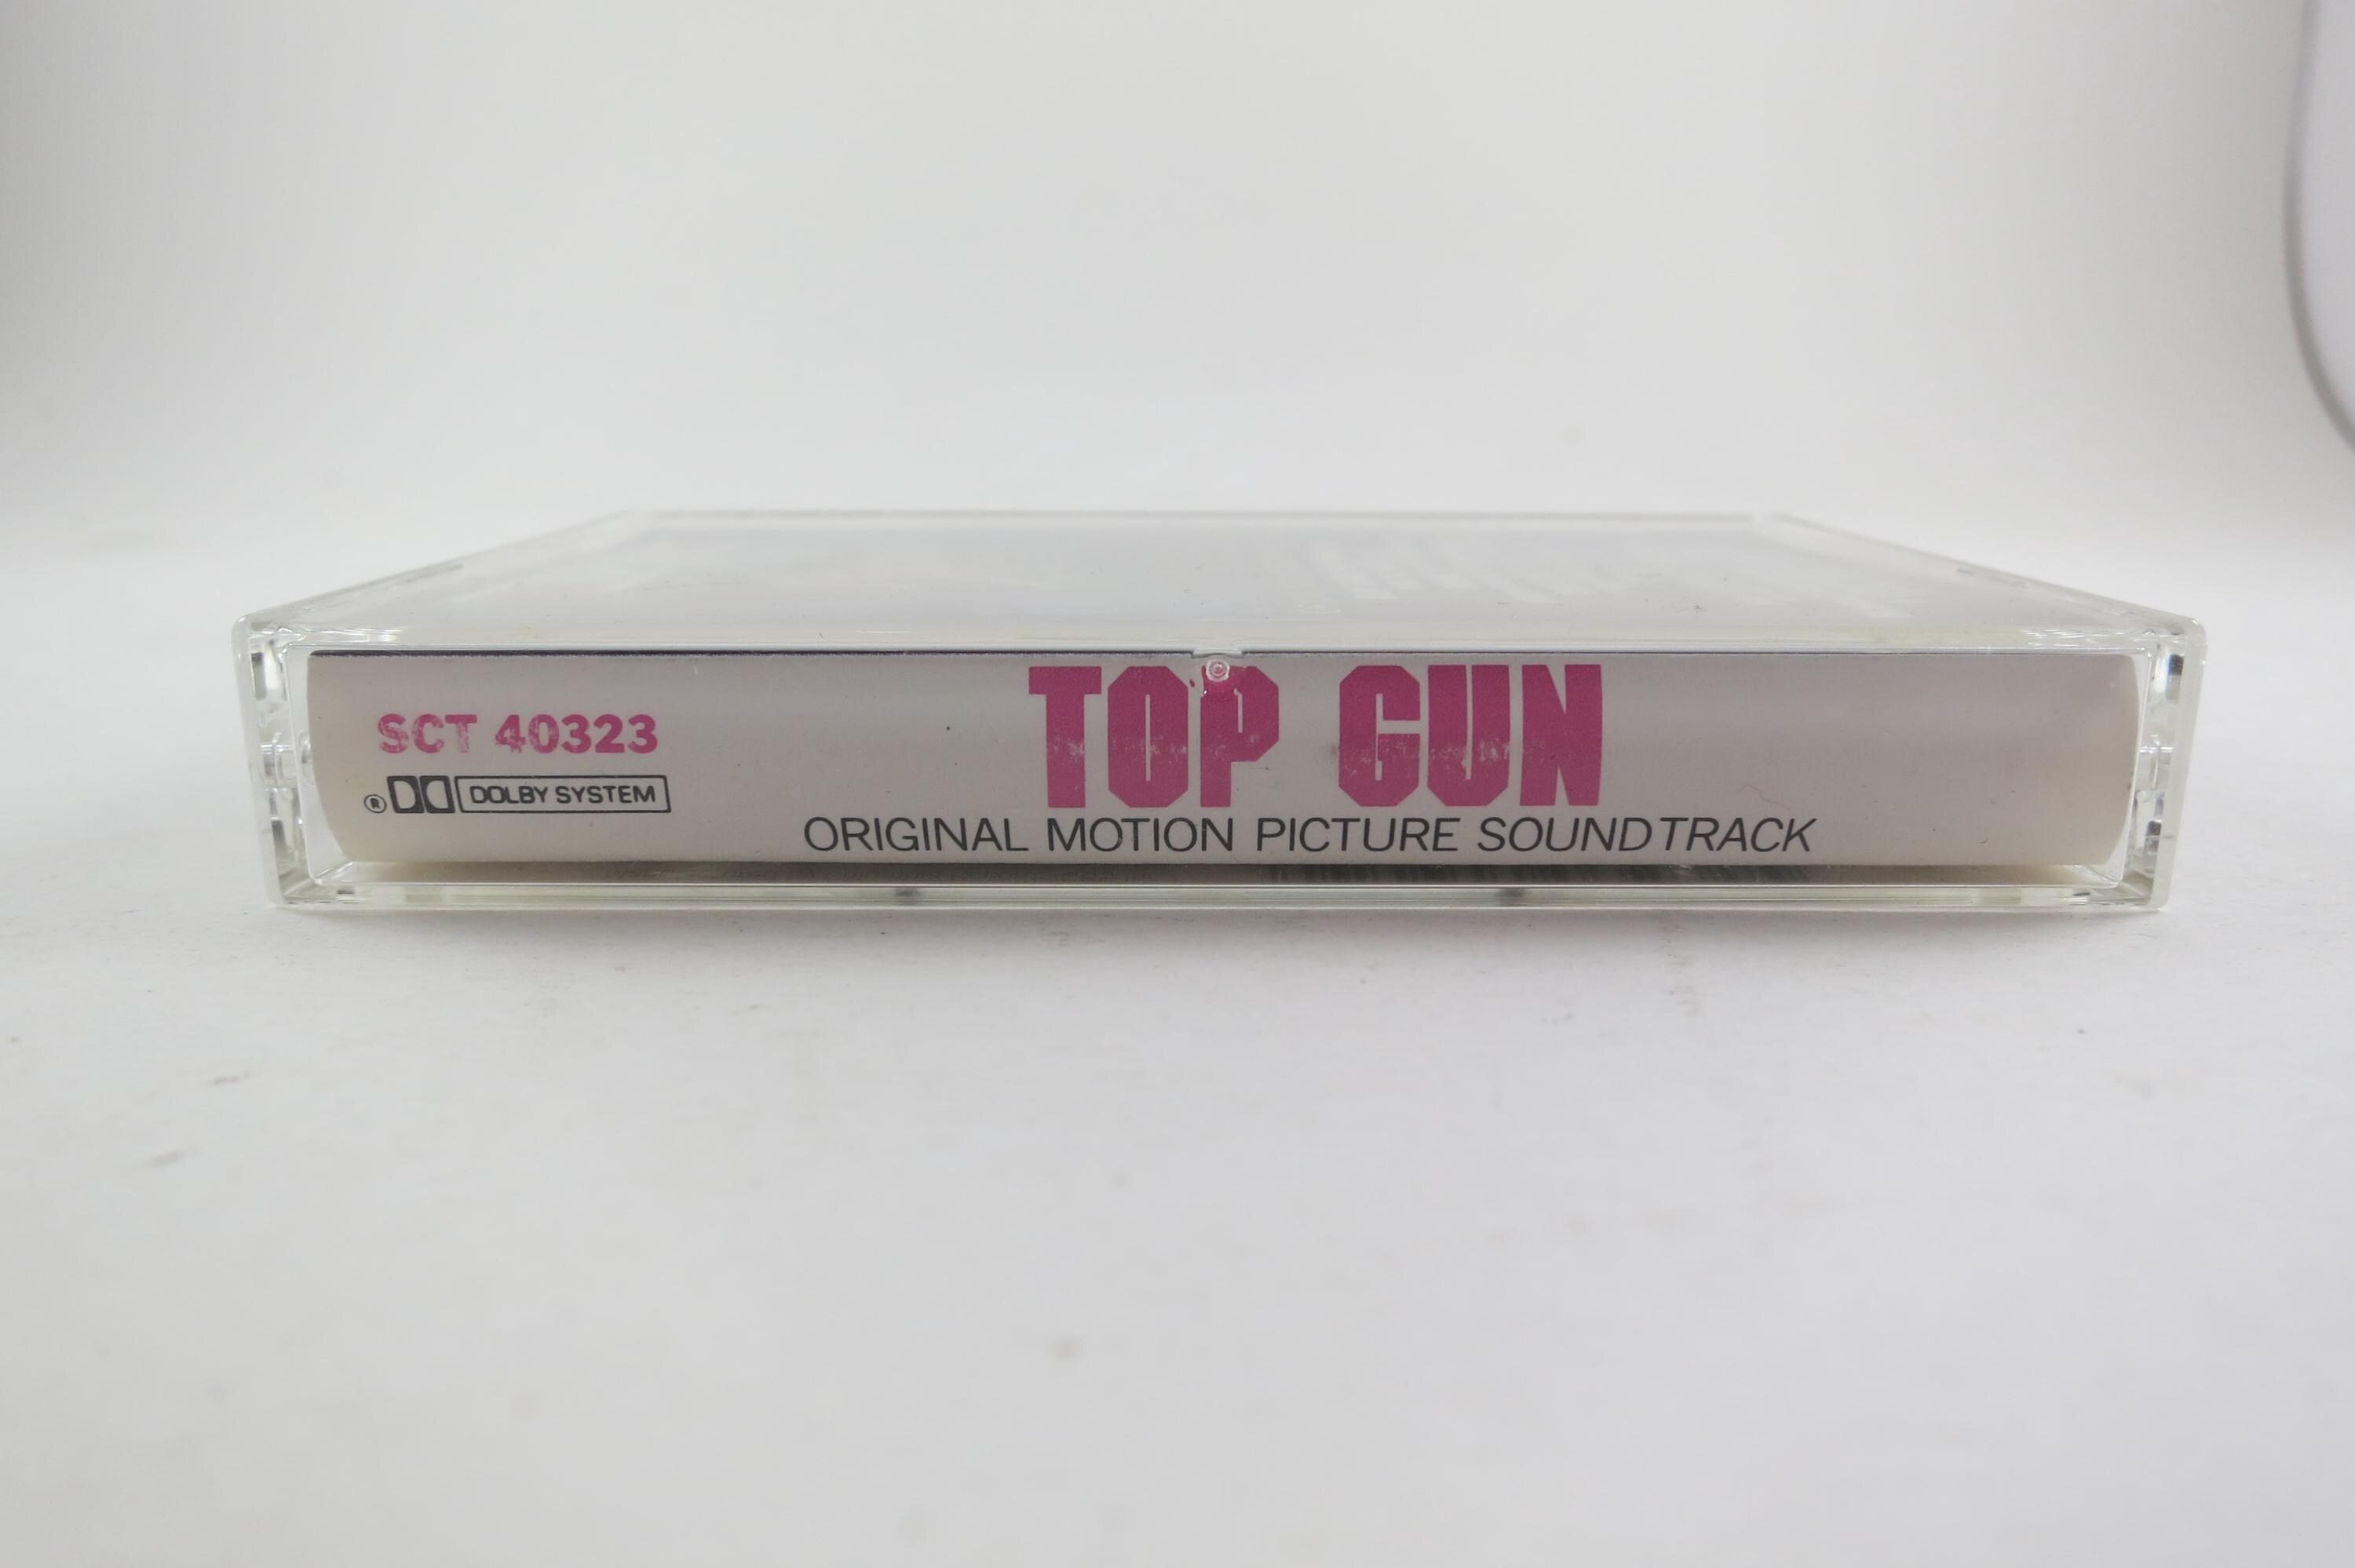 SCT 40323
® DOLBY SYSTEM
TOP GUN
ORIGINAL MOTION PICTURE SOUNDTRACK